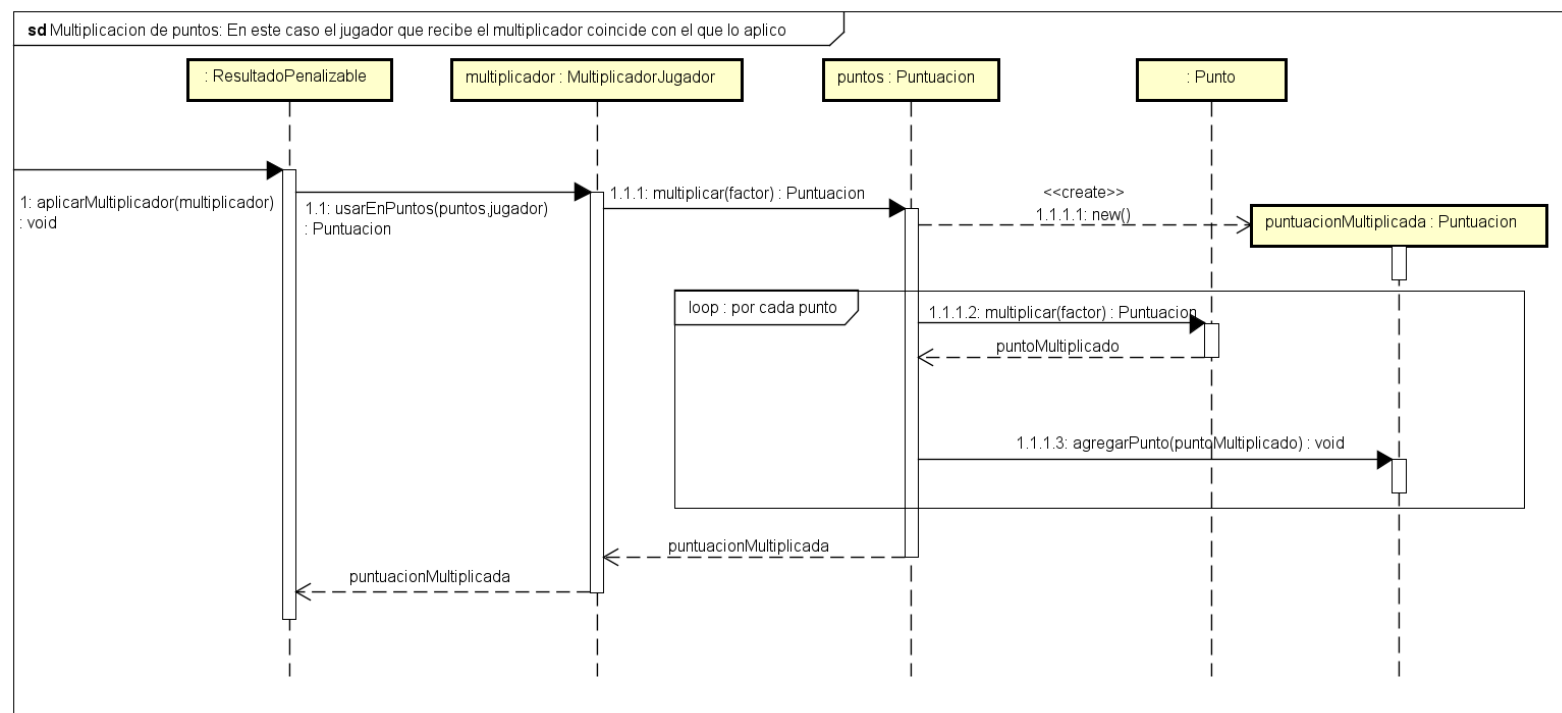 sd Multiplicacion de puntos: En este caso el jugador que recibe el multiplicador coincide con el que lo aplico
: ResultadoPenalizable
multiplicador : MultiplicadorJugador
puntos : Puntuacion
: Punto
1: aplicarMultiplicador(multiplicador)
: void
1.1: usarEnPuntos(puntos,jugador)
: Puntuacion
1.1.1: multiplicar(factor) : Puntuacion
<<create>>
1.1.1.1: new()
puntuacionMultiplicada : Puntuacion
loop : por cada punto
1.1.1.2: multiplicar(factor) : Puntuacion
puntoMultiplicado
1.1.1.3: agregarPunto(puntoMultiplicado) : void
puntuacionMultiplicada
puntuacionMultiplicada